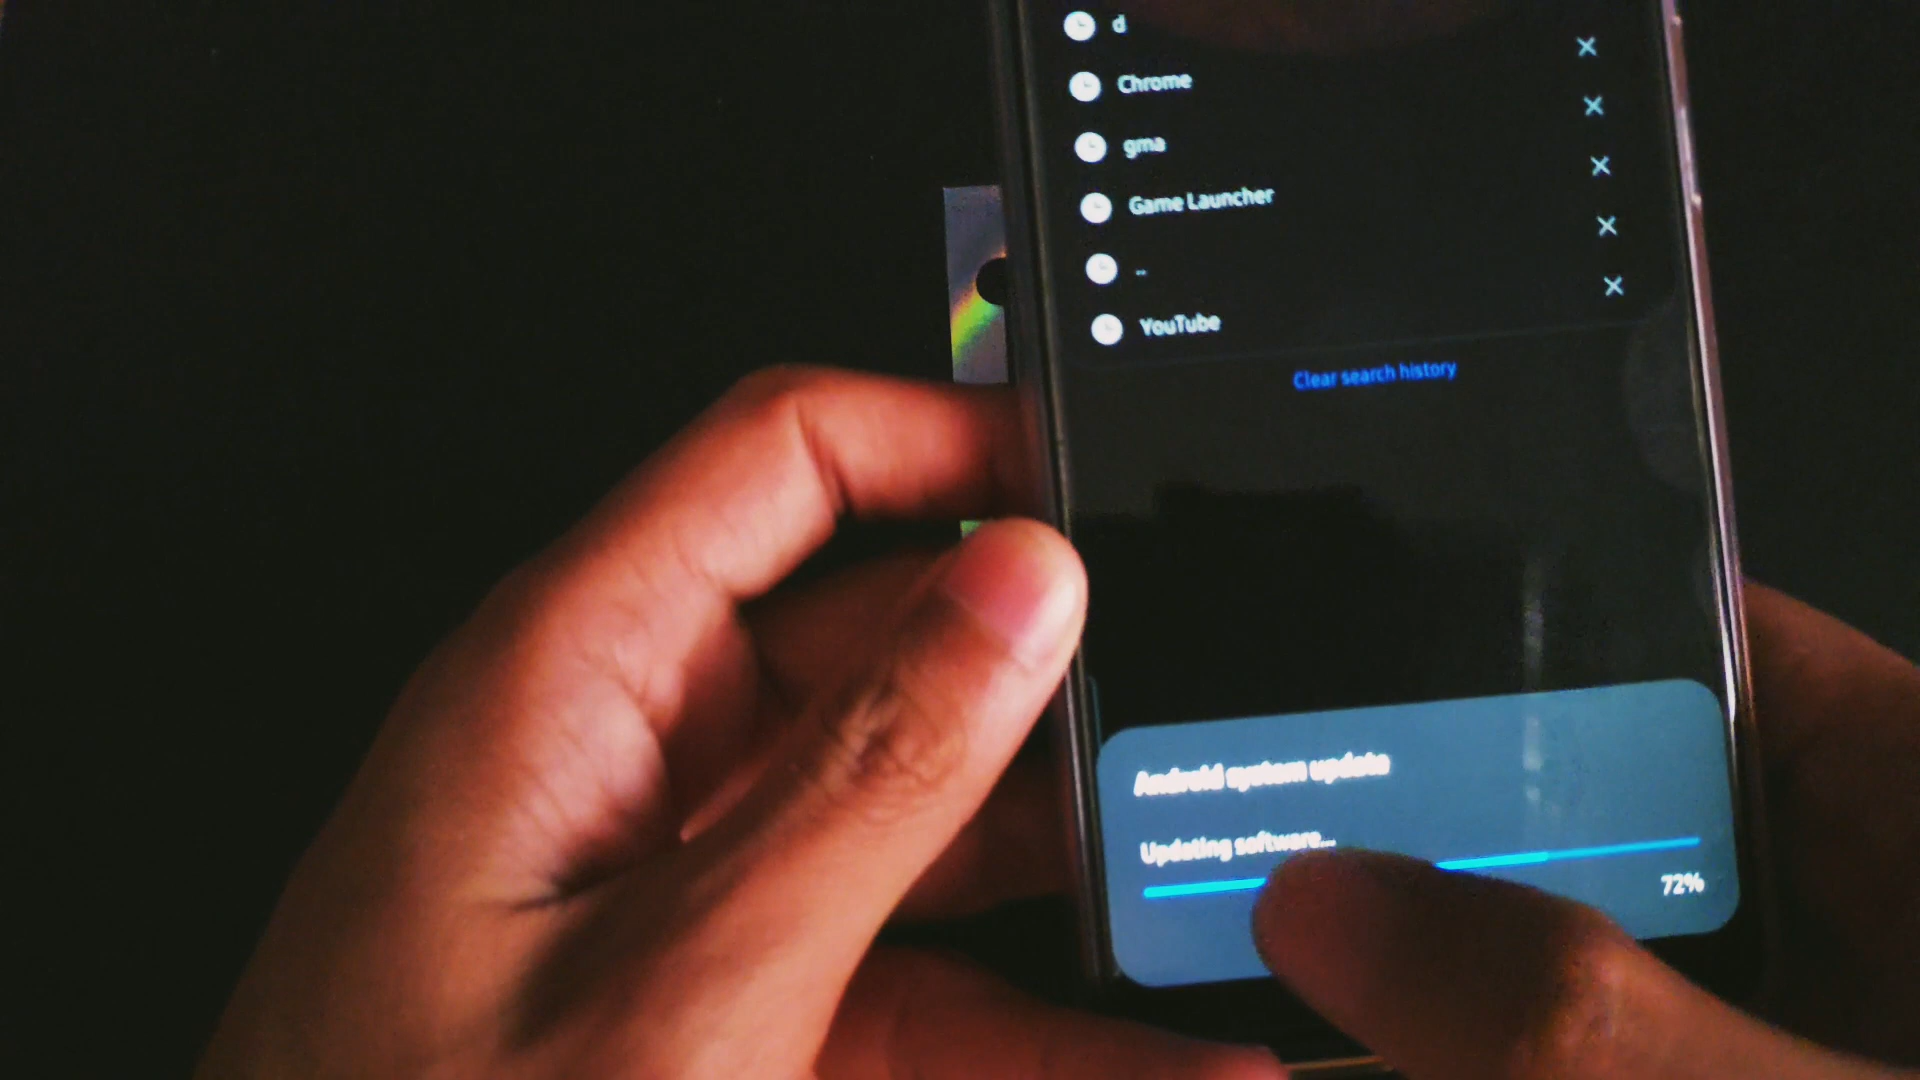 d
Chrome
gma
Game Launcher
..
YouTube
Clear search history
Android system update
Updating software...
72%